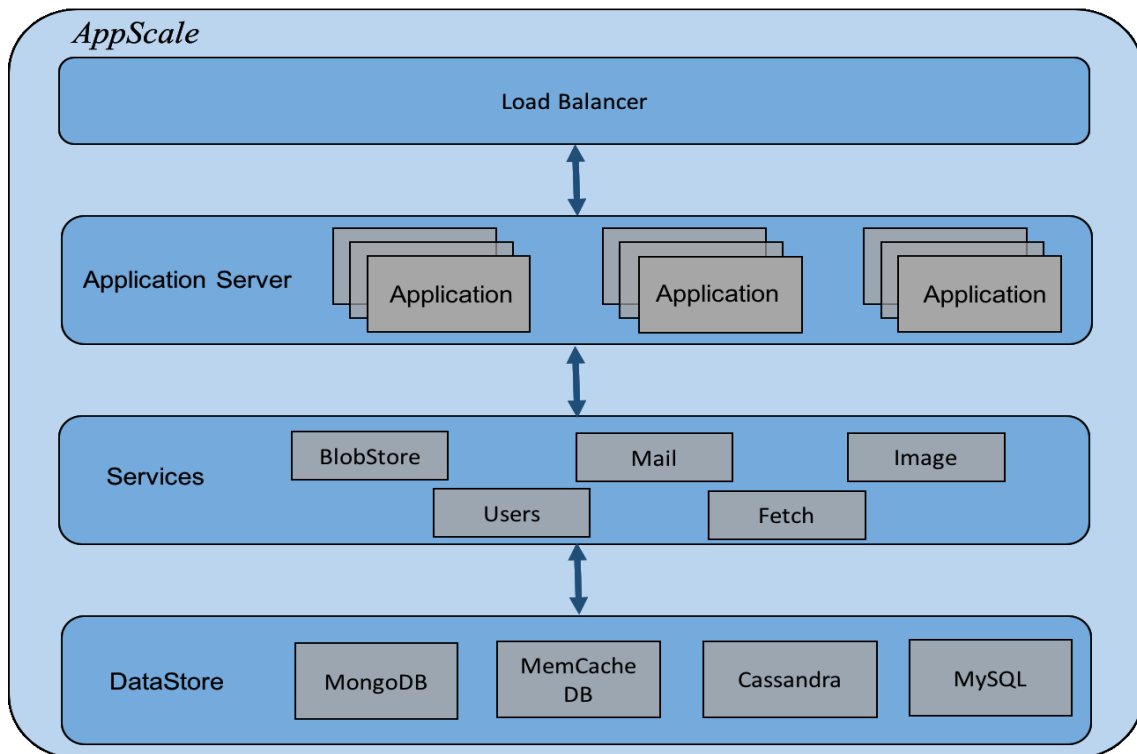 AppScale
Load Balancer
Application Server
Application
Application
Application
Services
BlobStore
Mail
Image
Users
Fetch
DataStore
MongoDB
MemCache
DB
Cassandra
MySQL